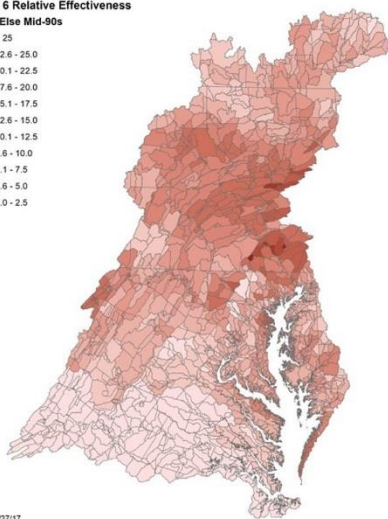 6 Relative Effectiveness
Else Mid-90s
25
2.6 - 25.0
0.1 - 22.5
7.6 - 20.0
5.1 - 17.5
2.6 - 15.0
0.1 - 12.5
.6 - 10.0
.1 - 7.5
.6 - 5.0
.0 - 2.5
/27/17